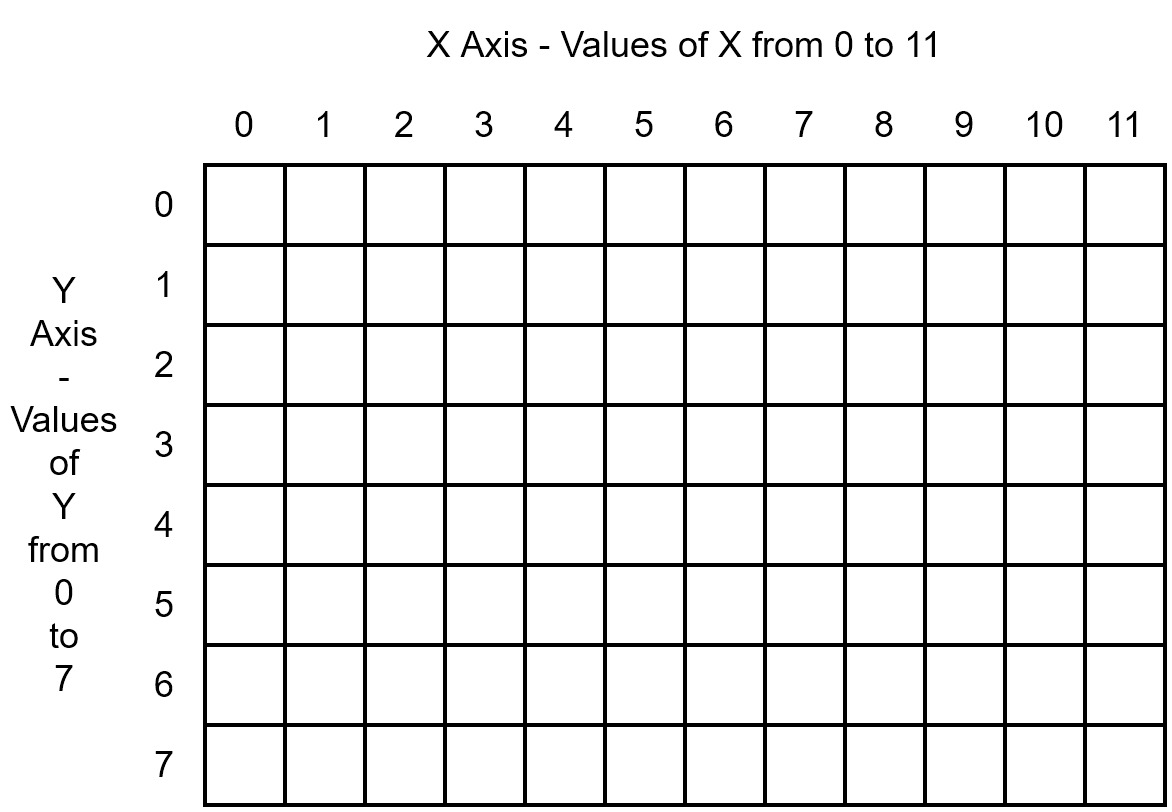 X Axis - Values of X from 0 to 11
0 1 2 3 4 5 6 7 8 9 10 11
0
1
2
3
4
5
6
7
Y
Axis
-
Values
of
Y
from
0
to
7